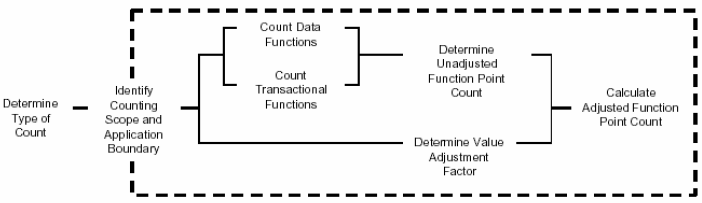 Determine
Type of
Count
Identify
Counting
Scope and
Application
Boundary
Count Data
Functions
Count
Transactional
Functions
Determine
Unadjusted
Function Point
Count
Determine Value
Adjustment
Factor
Calculate
Adjusted Function
Point Count